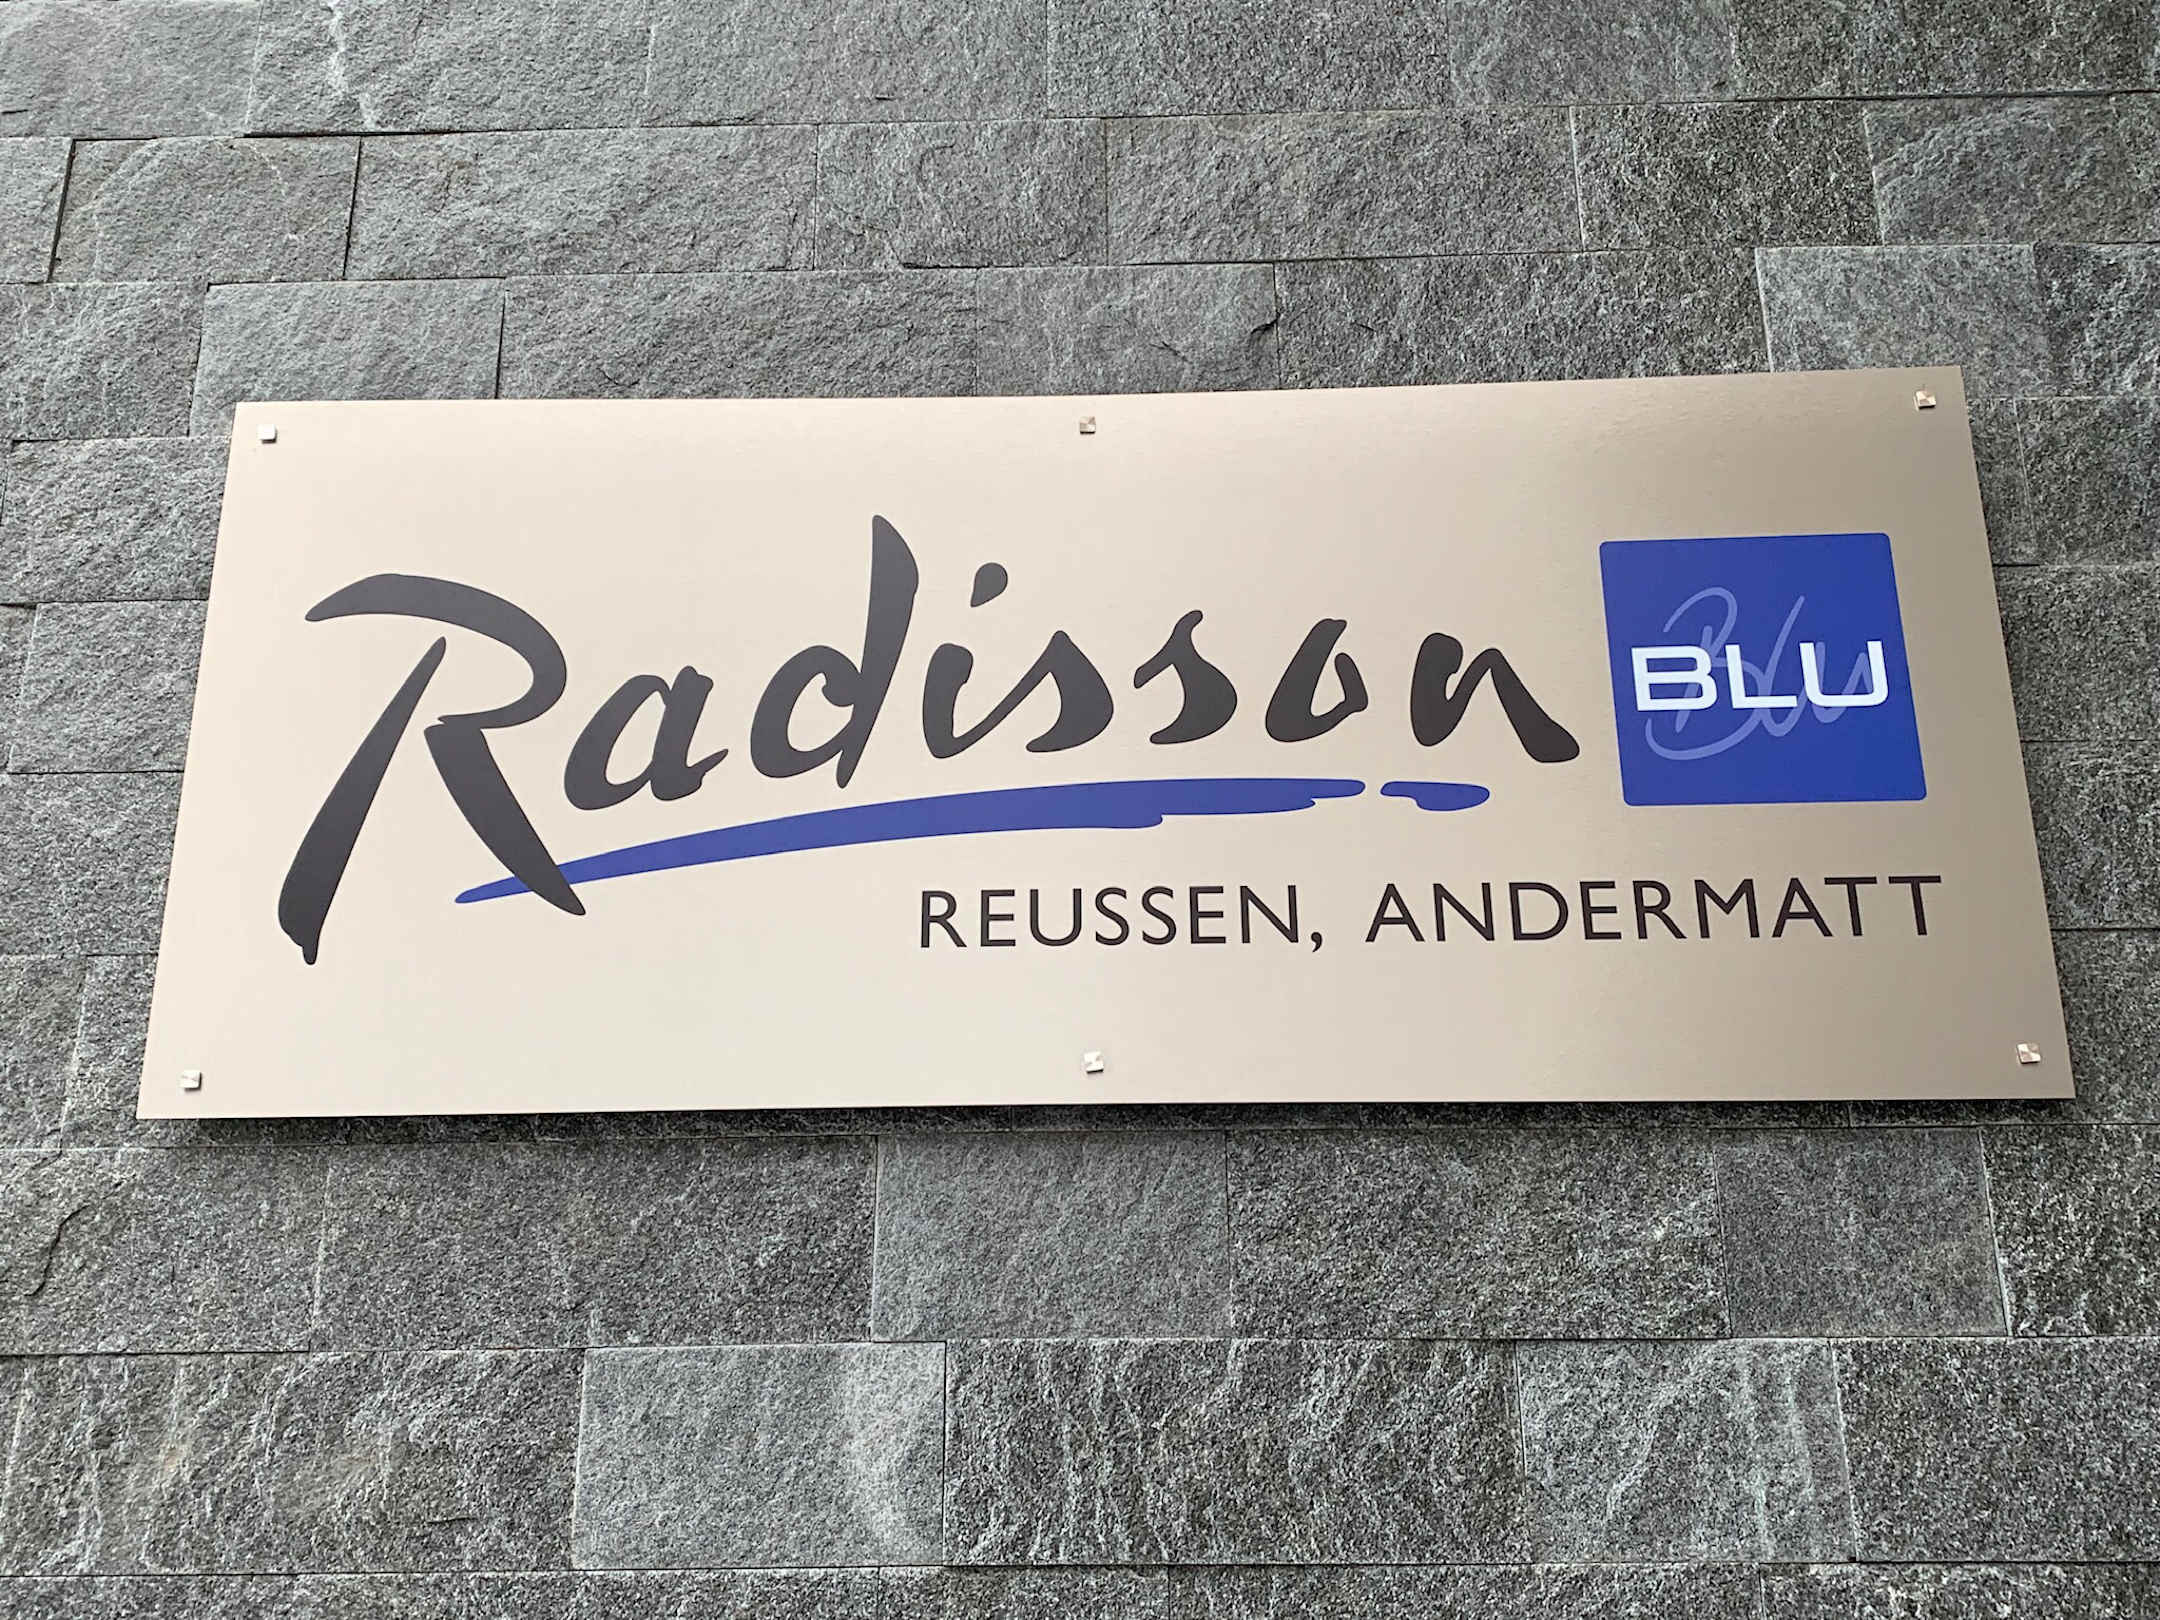 Radisson BLU
REUSSEN, ANDERMATT